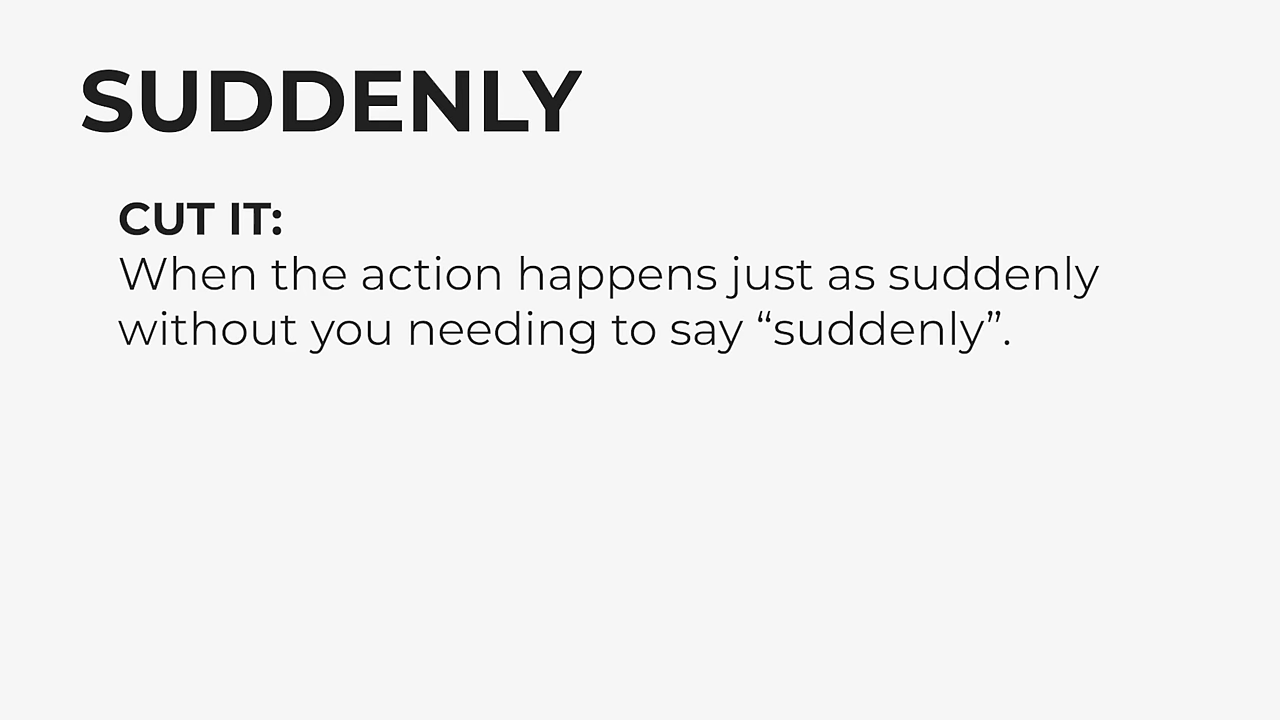 SUDDENLY
CUT IT:
When the action happens just as suddenly
without you needing to say “suddenly”.